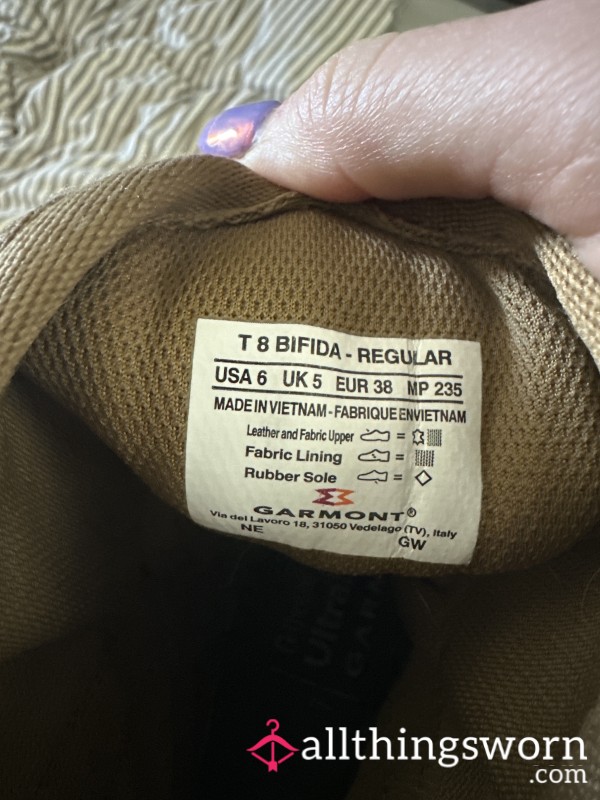 T 8 BIFIDA - REGULAR
USA 6 UK 5 EUR 38 MP 235
MADE IN VIETNAM - FABRIQUE EN VIETNAM
Leather and Fabric Upper =
Fabric Lining =
Rubber Sole =
GARMONT®
Via del Lavoro 18, 31050 Vedelago (TV), Italy
NE GW
allthingsworn
.com